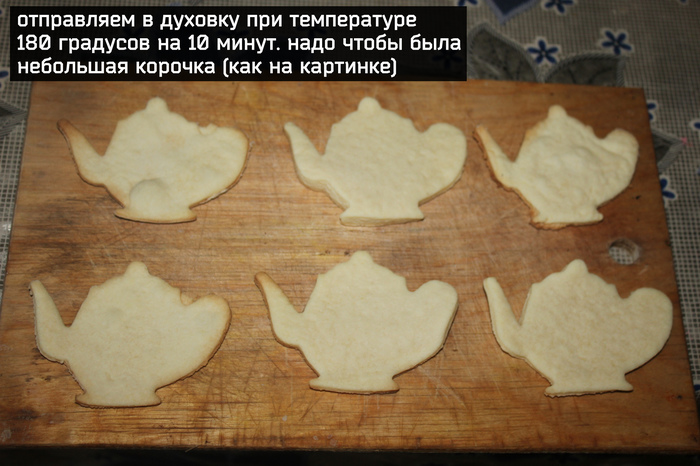 отправляем в духовку при температуре
180 градусов на 10 минут. надо чтобы была
небольшая корочка (как на картинке)